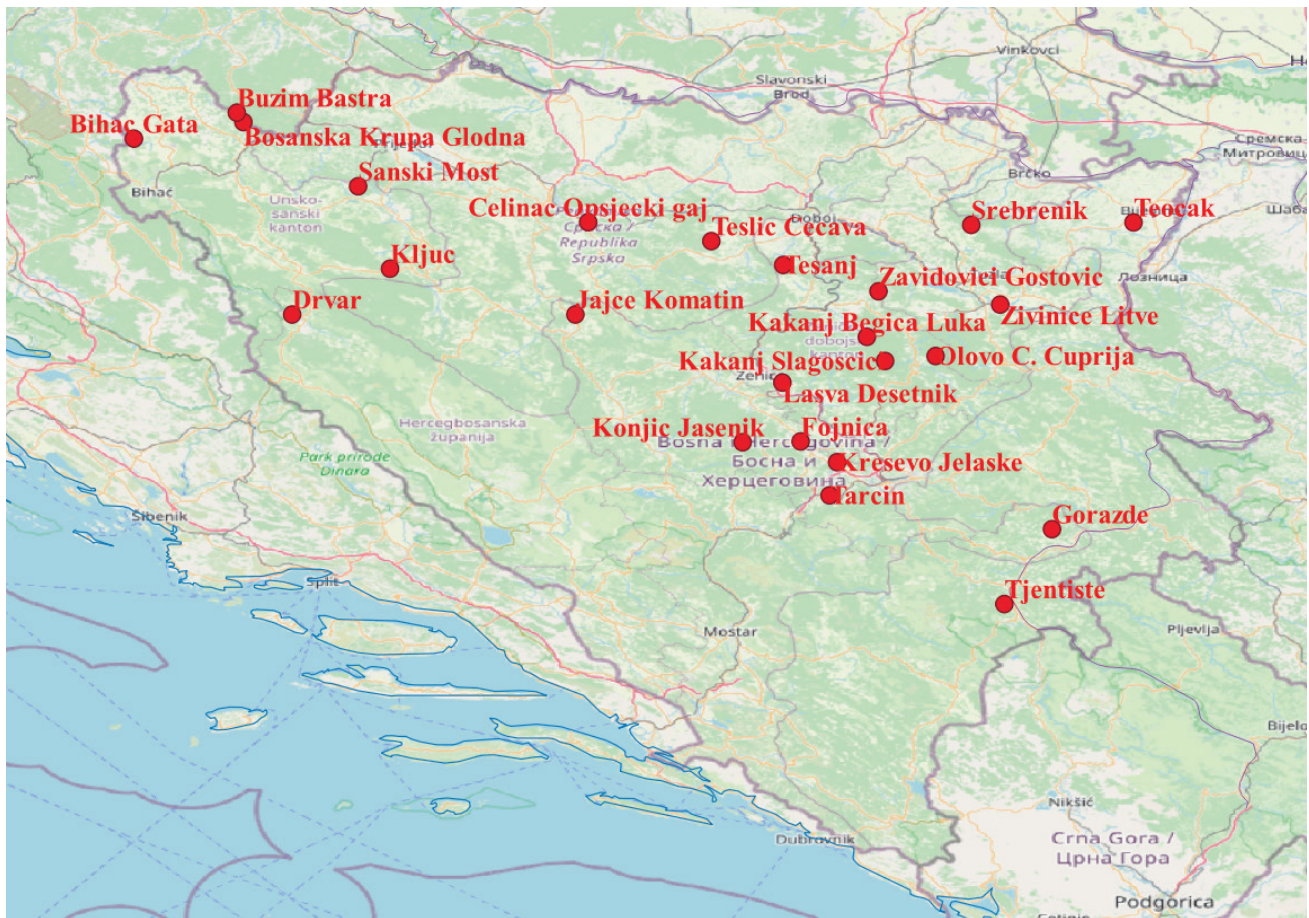 Vinkovci
Slavonski
Brod
Buzim Bastra
Bihac Gata
Bosanska Krupa Glodna
Сремска
Митровица
Brčko
Sanski Most
Bihać
Unsko-
sanski
kanton
Celinac Opsjecki gaj
Српска /
Republika
Srpska
Doboj
Srebrenik
Teocak
Шаба
Teslic Cecava
Kljuc
Tesanj
Zavidovici Gostovic
Лозница
Drvar
Jajce Komatin
Zivinice Litve
Kakanj Begica Luka
kanton
Kakanj Slagoscic
Olovo C. Cuprija
Lasva Desetnik
Hercegbosanska
županija
Konjic Jasenik
Fojnica
Bosna i Hercegovina /
Босна и
Херцеговина
Park prirode
Dinara
Kresevo Jelaske
Tarcin
Šibenik
Gorazde
Split
Tjentiste
Mostar
Pljevlja
Bijelo
Nikšić
Dubrovnik
Crna Gora /
Црна Гора
Podgorica